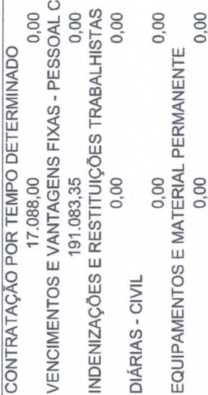 CONTRATAÇÃO POR TEMPO DETERMINADO
17.088,00 0,00
VENCIMENTOS E VANTAGENS FIXAS - PESSOAL C
191.083,35 0,00
INDENIZAÇÕES E RESTITUIÇÕES TRABALHISTAS
0,00 0,00
DIÁRIAS - CIVIL
0,00 0,00
EQUIPAMENTOS E MATERIAL PERMANENTE
0,00 0,00